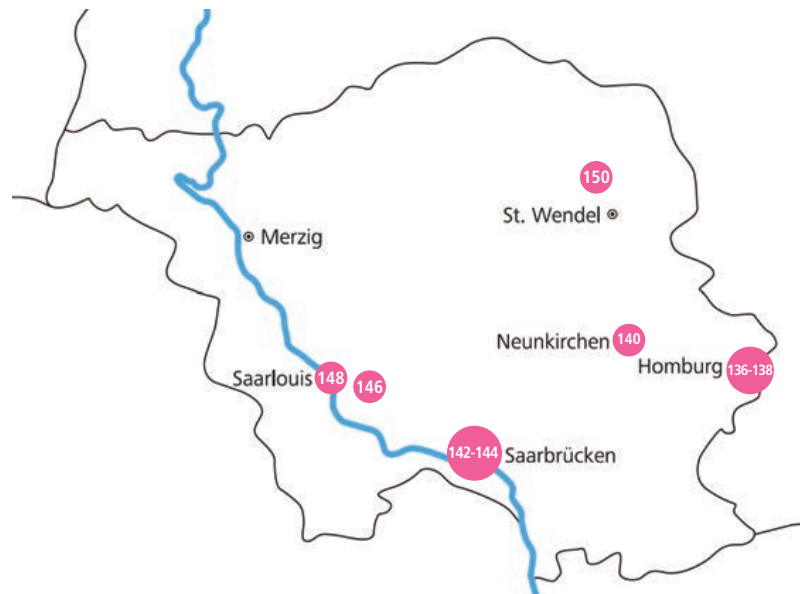 150
St. Wendel
Merzig
Neunkirchen 140
Homburg 136-138
Saarlouis 148 146
142-144 Saarbrücken